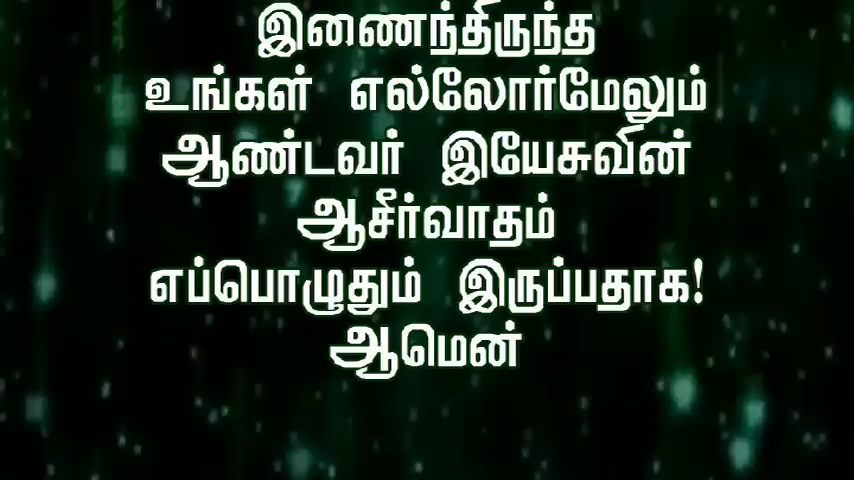 இணைந்திருந்த
உங்கள் எல்லோர்மேலும்
ஆண்டவர் இயேசுவின்
ஆசீர்வாதம்
எப்பொழுதும் இருப்பதாக!
ஆமென்